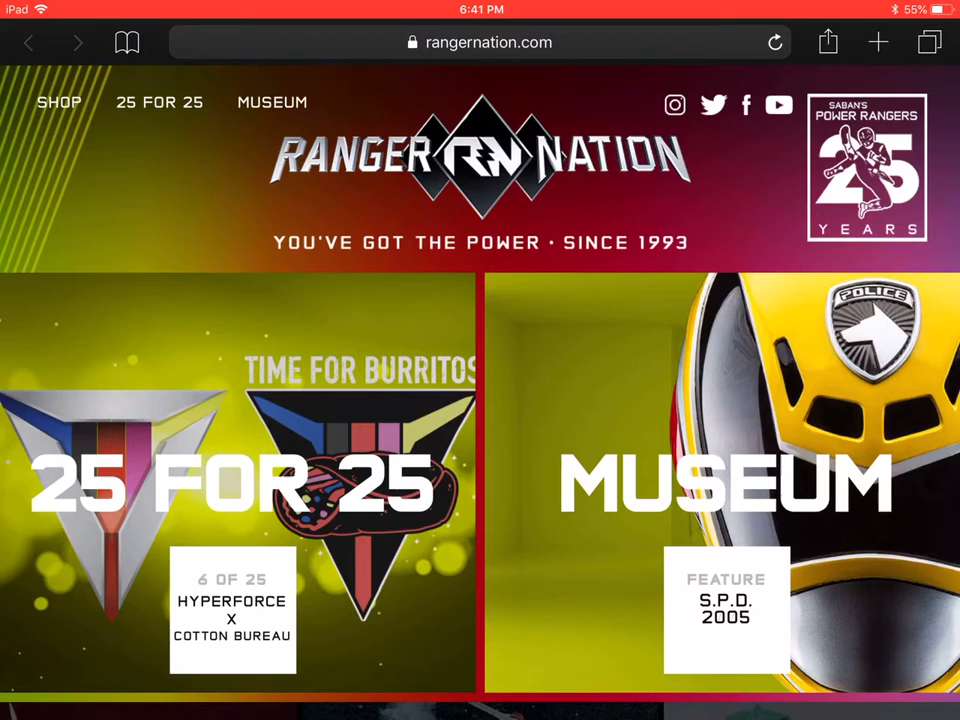 iPad
6:41 PM
55%
rangernation.com
SHOP
25 FOR 25
MUSEUM
RANGER RN NATION
YOU'VE GOT THE POWER · SINCE 1993
SABAN'S
POWER RANGERS
25
YEARS
TIME FOR BURRITOS
25 FOR 25
6 OF 25
HYPERFORCE
X
COTTON BUREAU
POLICE
MUSEUM
FEATURE
S.P.D.
2005